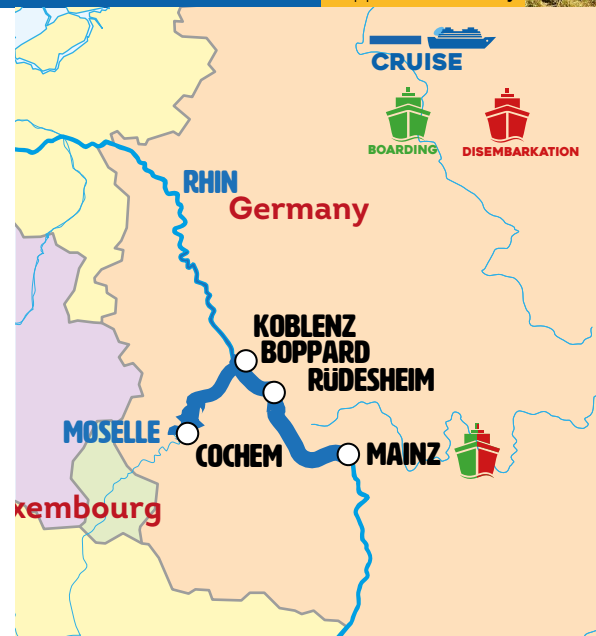 CRUISE
BOARDING
DISEMBARKATION
RHIN
Germany
KOBLENZ
BOPPARD
RÜDESHEIM
MOSELLE
COCHEM
MAINZ
xembourg